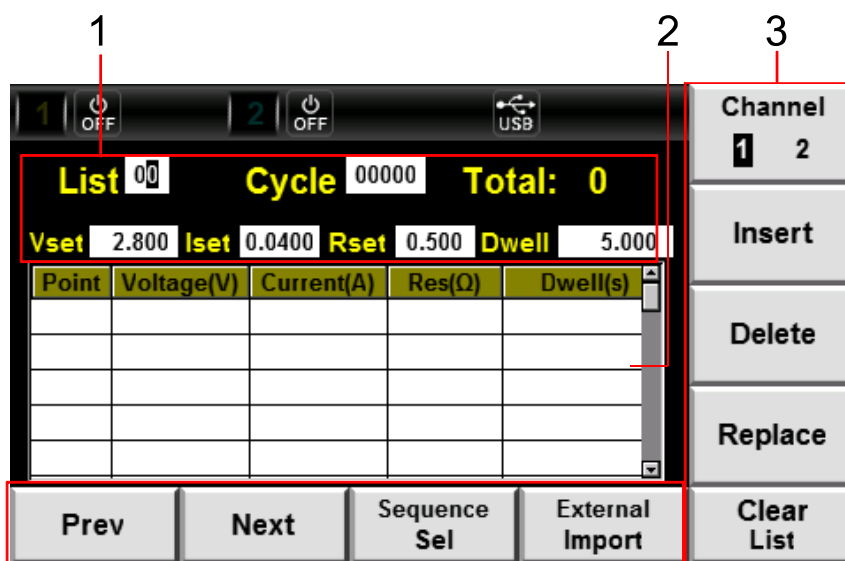 1 2 3
1 OFF 2 OFF USB
Channel
1 2
List 00 Cycle 00000 Total: 0
Vset 2.800 Iset 0.0400 Rset 0.500 Dwell 5.000
Insert
Point Voltage(V) Current(A) Res(Ω) Dwell(s)
Delete
Replace
Prev Next Sequence Sel External Import Clear List